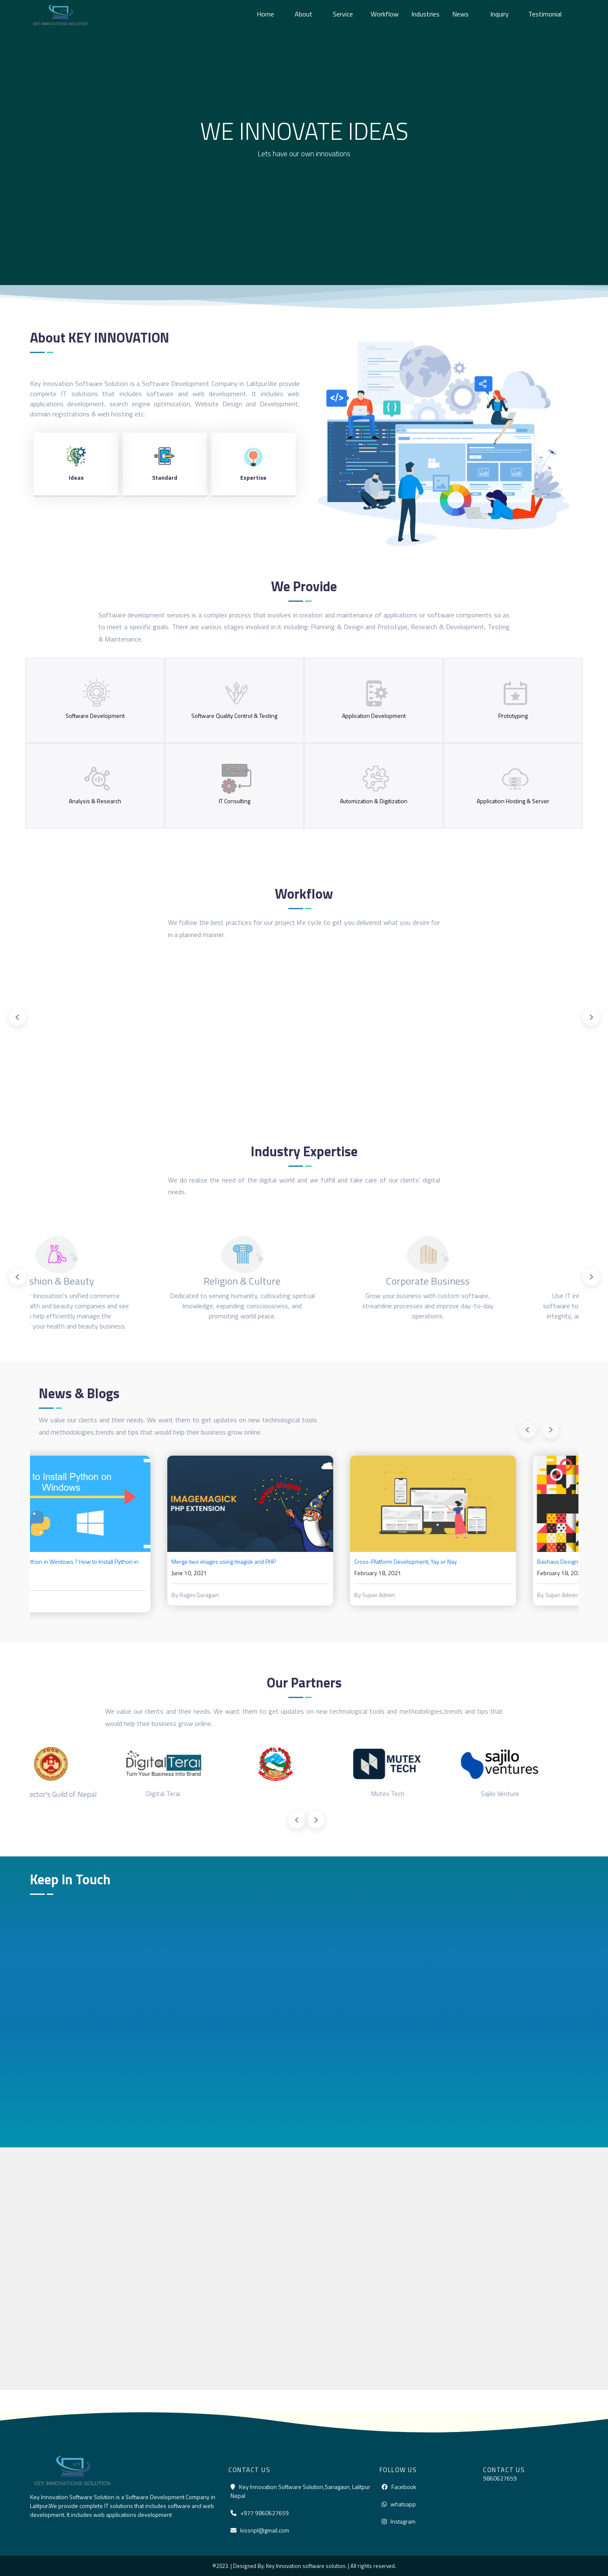 KEY INNOVATIONS SOLUTION
Home About Service Workflow Industries News Inquiry Testimonial
WE INNOVATE IDEAS
Lets have our own innovations
About KEY INNOVATION
Key Innovation Software Solution is a Software Development Company in Lalitpur.We provide
complete IT solutions that includes software and web development. It includes web
applications development, search engine optimization, Website Design and Development,
domain registrations & web hosting etc.
Ideas
Standard
Expertise
We Provide
Software development services is a complex process that involves in creation and maintenance of applications or software components so as
to meet a specific goals. There are various stages involved in it including: Planning & Design and Prototype, Research & Development, Testing
& Maintenance.
Software Development
Software Quality Control & Testing
Application Development
Prototyping
Analysis & Research
IT Consulting
Automization & Digitization
Application Hosting & Server
Workflow
We follow the best practices for our project life cycle to get you delivered what you desire for
in a planned manner.
Industry Expertise
We do realize the need of the digital world and we fulfill and take care of our clients' digital
needs.
shion & Beauty
Innovation's unified commerce
alth and beauty companies and see
help efficiently manage the
your health and beauty business.
Religion & Culture
Dedicated to serving humanity, cultivating spiritual
knowledge, expanding consciousness, and
promoting world peace.
Corporate Business
Grow your business with custom software,
streamline processes and improve day-to-day
operations.
Use IT in
software to
integrity, a
News & Blogs
We value our clients and their needs. We want them to get updates on new technological tools
and methodologies,trends and tips that would help their business grow online.
to Install Python on
Windows
thon in Windows ? How to Install Python in
IMAGEMAGICK
PHP EXTENSION
Merge two images using Imagick and PHP
June 10, 2021
By Ragini Guragain
Cross-Platform Development, Yay or Nay
February 18, 2021
By Super Admin
Bauhaus Design
February 18, 202
By Super Admin
Our Partners
We value our clients and their needs. We want them to get updates on new technological tools and methodologies,trends and tips that
would help their business grow online.
ector's Guild of Nepal
Digital Terai
Turn Your Business Into Brand
Digital Terai
MUTEX
TECH
Mutex Tech
sajilo
ventures
Sajilo Venture
Keep in Touch
KEY INNOVATIONS SOLUTION
Key Innovation Software Solution is a Software Development Company in
Lalitpur.We provide complete IT solutions that includes software and web
development. It includes web applications development
CONTACT US
Key Innovation Software Solution,Sanagaun, Lalitpur
Nepal
+977 9860627659
kissnpl@gmail.com
FOLLOW US
Facebook
whatsapp
Instagram
CONTACT US
9860627659
©2023. | Designed By: Key Innovation software solution. | All rights reserved.